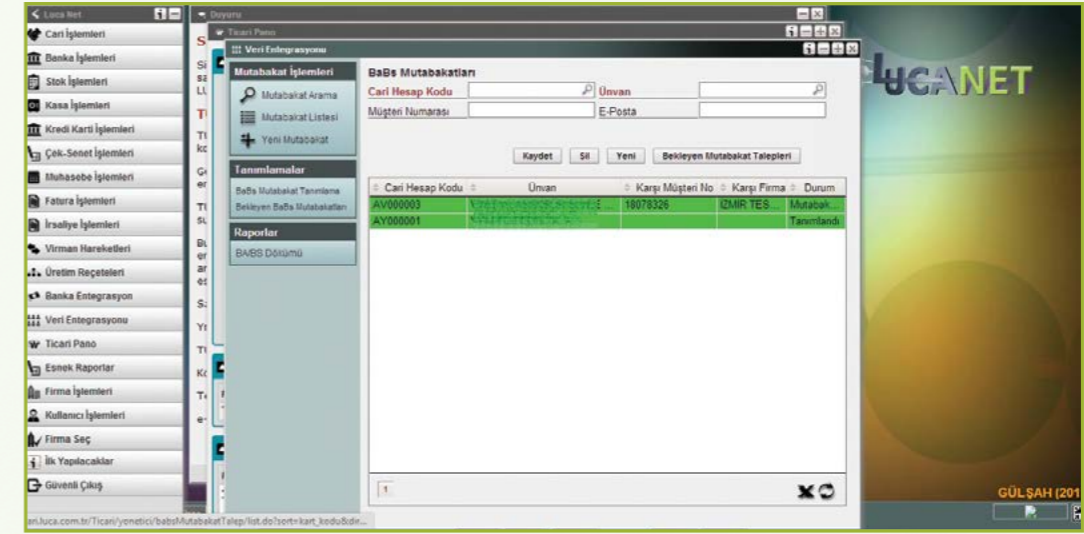 Luca Net
Cari İşlemleri
Banka İşlemleri
Stok İşlemleri
Kasa İşlemleri
Kredi Karti İşlemleri
Çek-Senet İşlemleri
Muhasebe İşlemleri
Fatura İşlemleri
İrsaliye İşlemleri
Virman Hareketleri
Üretim Reçeteleri
Banka Entegrasyon
Veri Entegrasyonu
Ticari Pano
Esnek Raporlar
Firma İşlemleri
Kullanıcı İşlemleri
Firma Seç
İlk Yapılacaklar
Güvenli Çıkış
Duyuru
Ticari Pano
Veri Entegrasyonu
Mutabakat İşlemleri
Mutabakat Arama
Mutabakat Listesi
Yeni Mutabakat
Tanımlamalar
BaBs Mutabakat Tanımlama
Bekleyen BaBs Mutabakatları
Raporlar
BA/BS Dökümü
BaBs Mutabakatları
Cari Hesap Kodu Ünvan
Müşteri Numarası E-Posta
Kaydet Sil Yeni Bekleyen Mutabakat Talepleri
Cari Hesap Kodu Ünvan Karşı Müşteri No Karşı Firma Durum
AV000003 18078326 İZMİR TES... Mutabak...
AY000001 Tanımlandı
1
LUCANET
GÜLŞAH (201
ari.luca.com.tr/Ticari/yonetici/babsMutabakatTalep/list.do?sort=kart_kodu&dir...